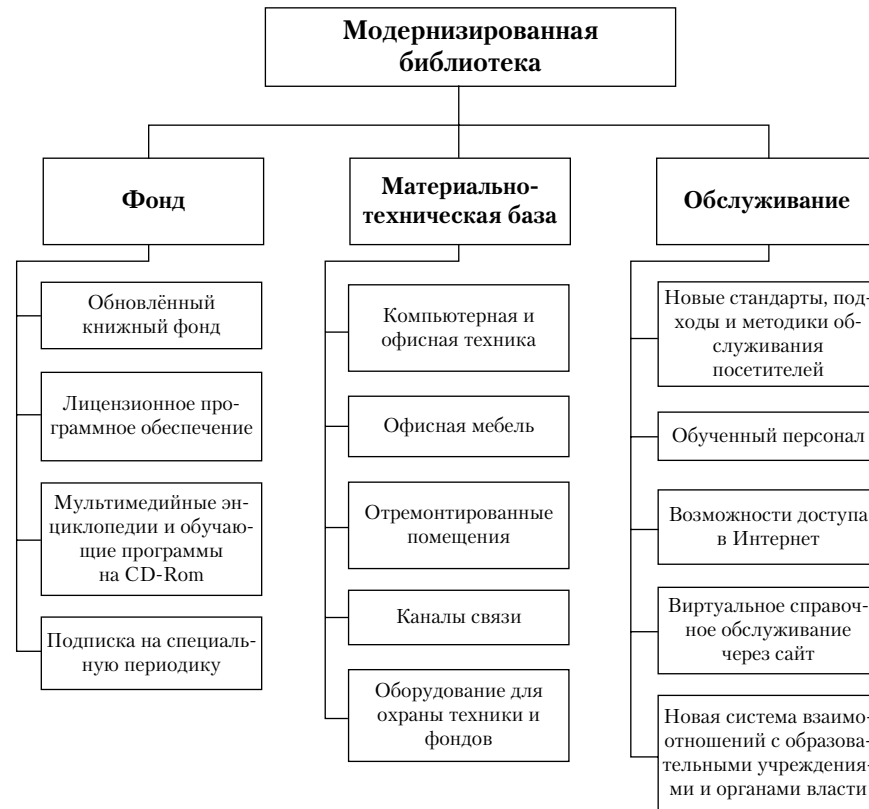 Модернизированная
библиотека
Фонд
Обновлённый
книжный фонд
Лицензионное про-
граммное обеспечение
Мультимедийные эн-
циклопедии и обучаю-
щие программы
на CD-Rom
Подписка на специаль-
ную периодику
Материально-
техническая база
Компьютерная и
офисная техника
Офисная мебель
Отремонтированные
помещения
Каналы связи
Оборудование для
охраны техники и
фондов
Обслуживание
Новые стандарты, под-
ходы и методики об-
служивания
посетителей
Обученный персонал
Возможности доступа
в Интернет
Виртуальное справоч-
ное обслуживание
через сайт
Новая система взаимо-
отношений с образова-
тельными учреждения-
ми и органами власти